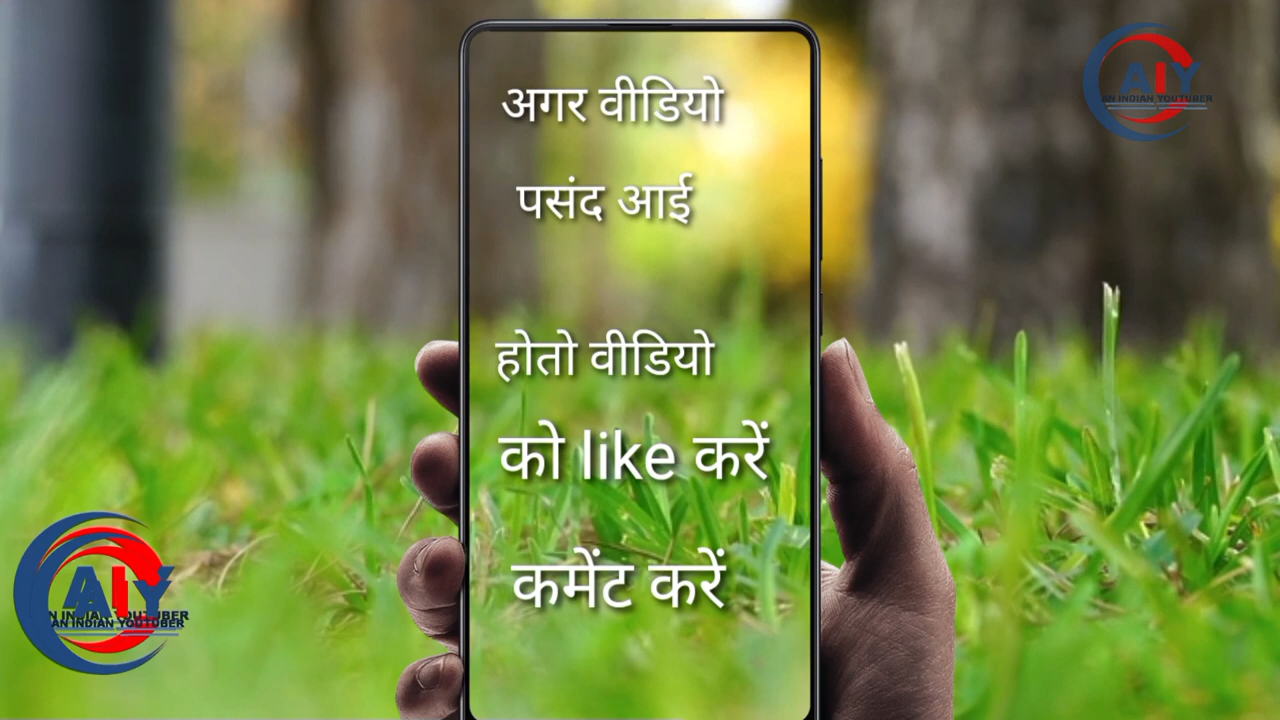 अगर वीडियो
पसंद आई
होतो वीडियो
को like करें
कमेंट करें
AIY
AN INDIAN YOUTUBER
AIY
AN INDIAN YOUTUBER